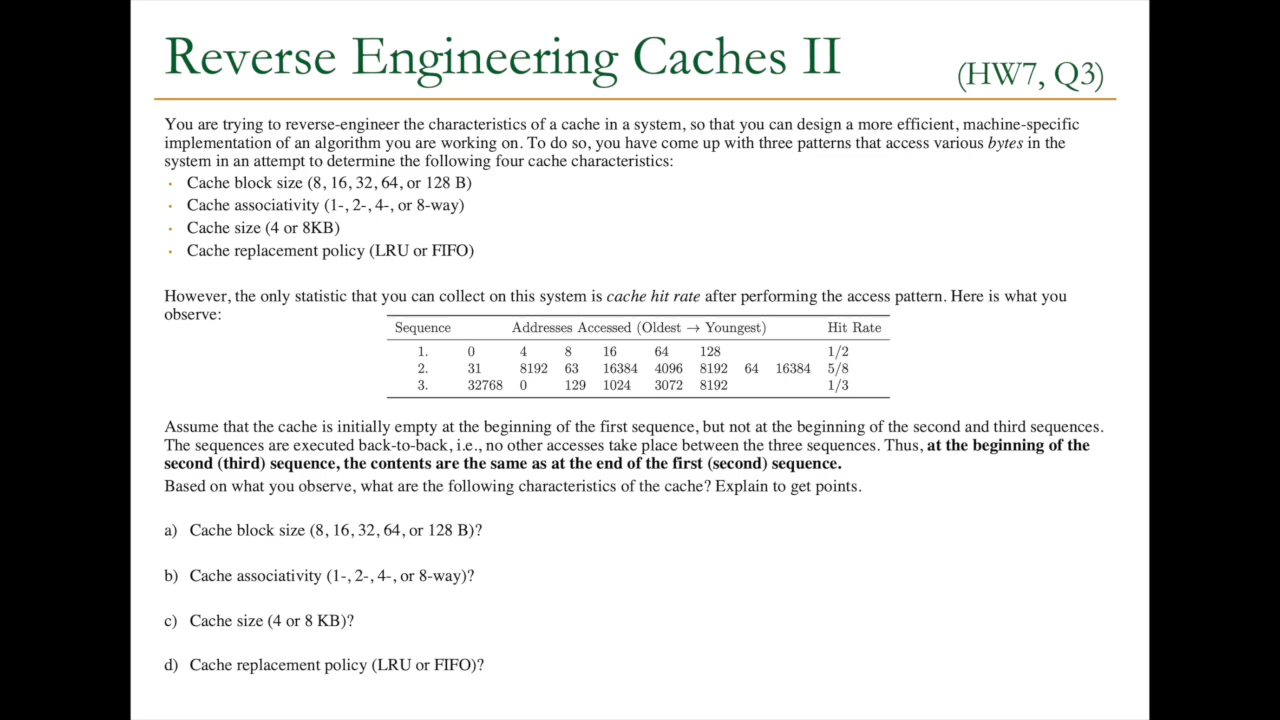 Reverse Engineering Caches II (HW7, Q3)
You are trying to reverse-engineer the characteristics of a cache in a system, so that you can design a more efficient, machine-specific
implementation of an algorithm you are working on. To do so, you have come up with three patterns that access various bytes in the
system in an attempt to determine the following four cache characteristics:
• Cache block size (8, 16, 32, 64, or 128 B)
• Cache associativity (1-, 2-, 4-, or 8-way)
• Cache size (4 or 8KB)
• Cache replacement policy (LRU or FIFO)
However, the only statistic that you can collect on this system is cache hit rate after performing the access pattern. Here is what you
observe:
Sequence Addresses Accessed (Oldest → Youngest) Hit Rate
1. 0 4 8 16 64 128 1/2
2. 31 8192 63 16384 4096 8192 64 16384 5/8
3. 32768 0 129 1024 3072 8192 1/3
Assume that the cache is initially empty at the beginning of the first sequence, but not at the beginning of the second and third sequences.
The sequences are executed back-to-back, i.e., no other accesses take place between the three sequences. Thus, at the beginning of the
second (third) sequence, the contents are the same as at the end of the first (second) sequence.
Based on what you observe, what are the following characteristics of the cache? Explain to get points.
a) Cache block size (8, 16, 32, 64, or 128 B)?
b) Cache associativity (1-, 2-, 4-, or 8-way)?
c) Cache size (4 or 8 KB)?
d) Cache replacement policy (LRU or FIFO)?